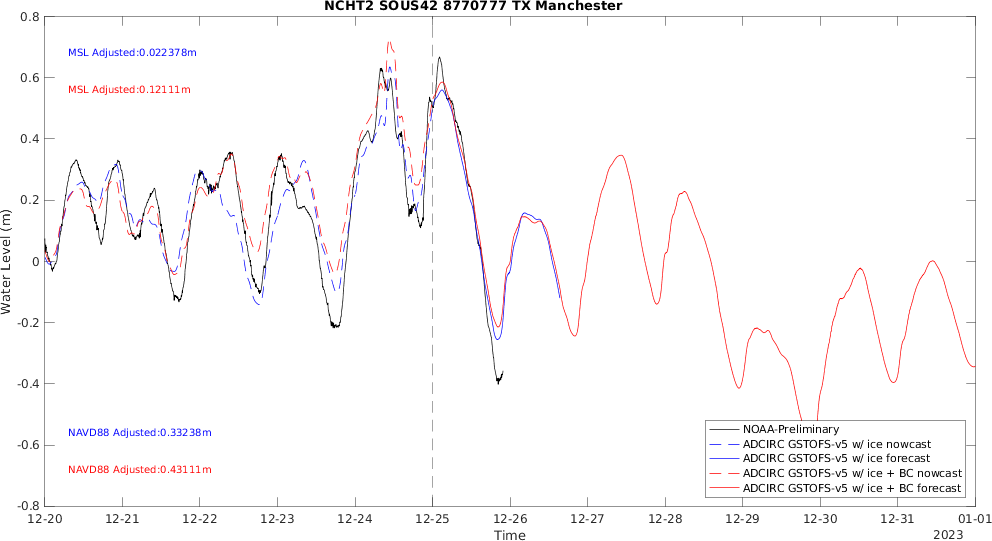 NCHT2 SOUS42 8770777 TX Manchester
MSL Adjusted:0.022378m
MSL Adjusted:0.12111m
NAVD88 Adjusted:0.33238m
NAVD88 Adjusted:0.43111m
Water Level (m)
0.8
0.6
0.4
0.2
0
-0.2
-0.4
-0.6
-0.8
NOAA-Preliminary
ADCIRC GSTOFS-v5 w/ ice nowcast
ADCIRC GSTOFS-v5 w/ ice forecast
ADCIRC GSTOFS-v5 w/ ice + BC nowcast
ADCIRC GSTOFS-v5 w/ ice + BC forecast
12-20 12-21 12-22 12-23 12-24 12-25 12-26 12-27 12-28 12-29 12-30 12-31 01-01
Time
2023